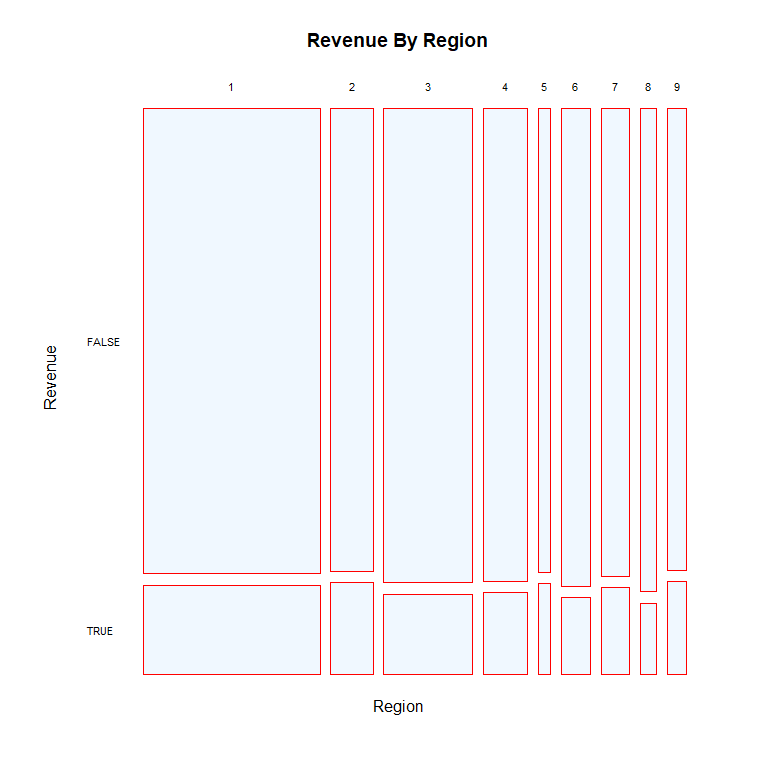 Revenue By Region
1 2 3 4 5 6 7 8 9
FALSE
Revenue
TRUE
Region